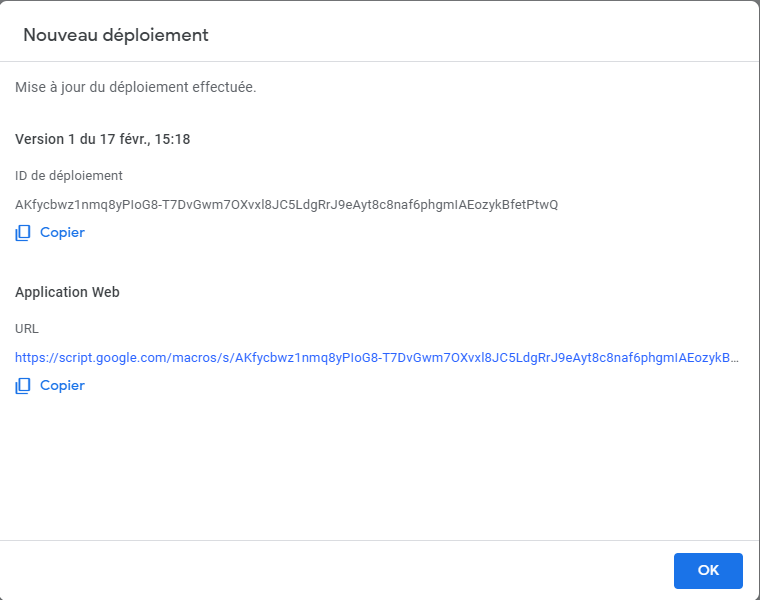 Nouveau déploiement
Mise à jour du déploiement effectuée.
Version 1 du 17 févr., 15:18
ID de déploiement
AKfycbwz1nmq8yPIoG8-T7DvGwm7OXvxl8JC5LdgRrJ9eAyt8c8naf6phgmIAEozykBfetPtwQ
Copier
Application Web
URL
https://script.google.com/macros/s/AKfycbwz1nmq8yPIoG8-T7DvGwm7OXvxl8JC5LdgRrJ9eAyt8c8naf6phgmIAEozykB…
Copier
OK